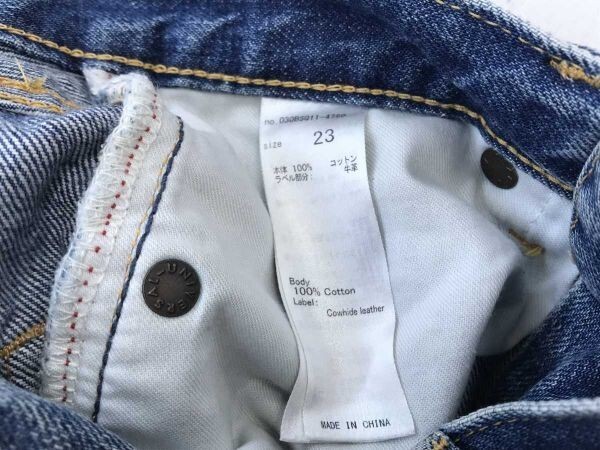 size 23
本体 100% コットン
ラベル部分: 牛革
Body
100% Cotton
Label:
Cowhide leather
MADE IN CHINA
UNIVERSAL